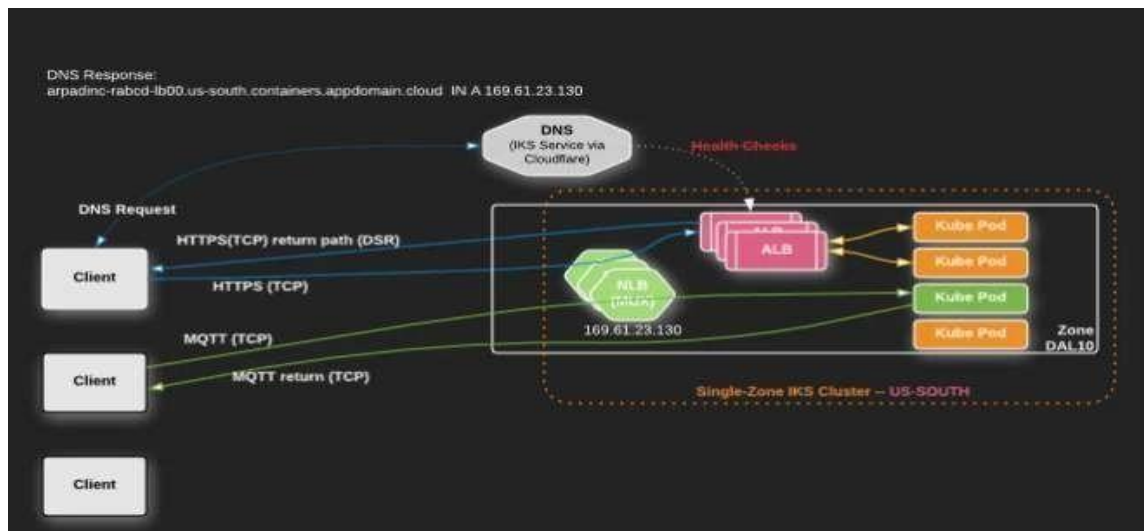 DNS Response:
arpadinc-rabcd-lb00.us-south.containers.appdomain.cloud IN A 169.61.23.130
DNS
(IKS Service via
Cloudflare)
Health Checks
DNS Request
HTTPS(TCP) return path (DSR)
Client
HTTPS (TCP)
ALB
ALB
Kube Pod
Kube Pod
NLB
(MUX)
Kube Pod
169.61.23.130
Kube Pod
Zone
DAL10
MQTT (TCP)
Client
MQTT return (TCP)
Single-Zone IKS Cluster -- US-SOUTH
Client